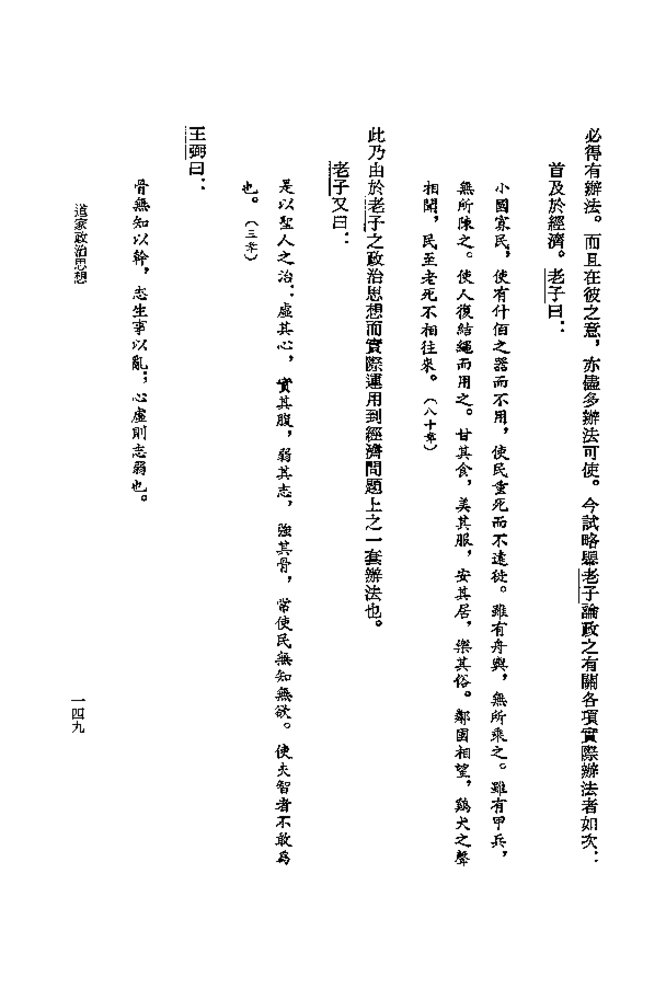 必得有辦法。而且在彼之意，亦儘多辦法可使。今試略舉老子論政之有關各項實際辦法者如次：
首及於經濟。老子曰：
小國寡民，使有什佰之器而不用，使民重死而不遠徙。雖有舟輿，無所乘之。雖有甲兵，
無所陳之。使人復結繩而用之。甘其食，美其服，安其居，樂其俗。鄰國相望，雞犬之聲
相聞，民至老死不相往來。（八十章）
此乃由於老子之政治思想而實際運用到經濟問題上之一套辦法也。
老子又曰：
是以聖人之治：虛其心，實其腹，弱其志，強其骨，常使民無知無欲。使夫智者不敢為
也。（三章）
王弼曰：
骨無知以幹，志生事以亂；心虛則志弱也。
道家政治思想
一四九